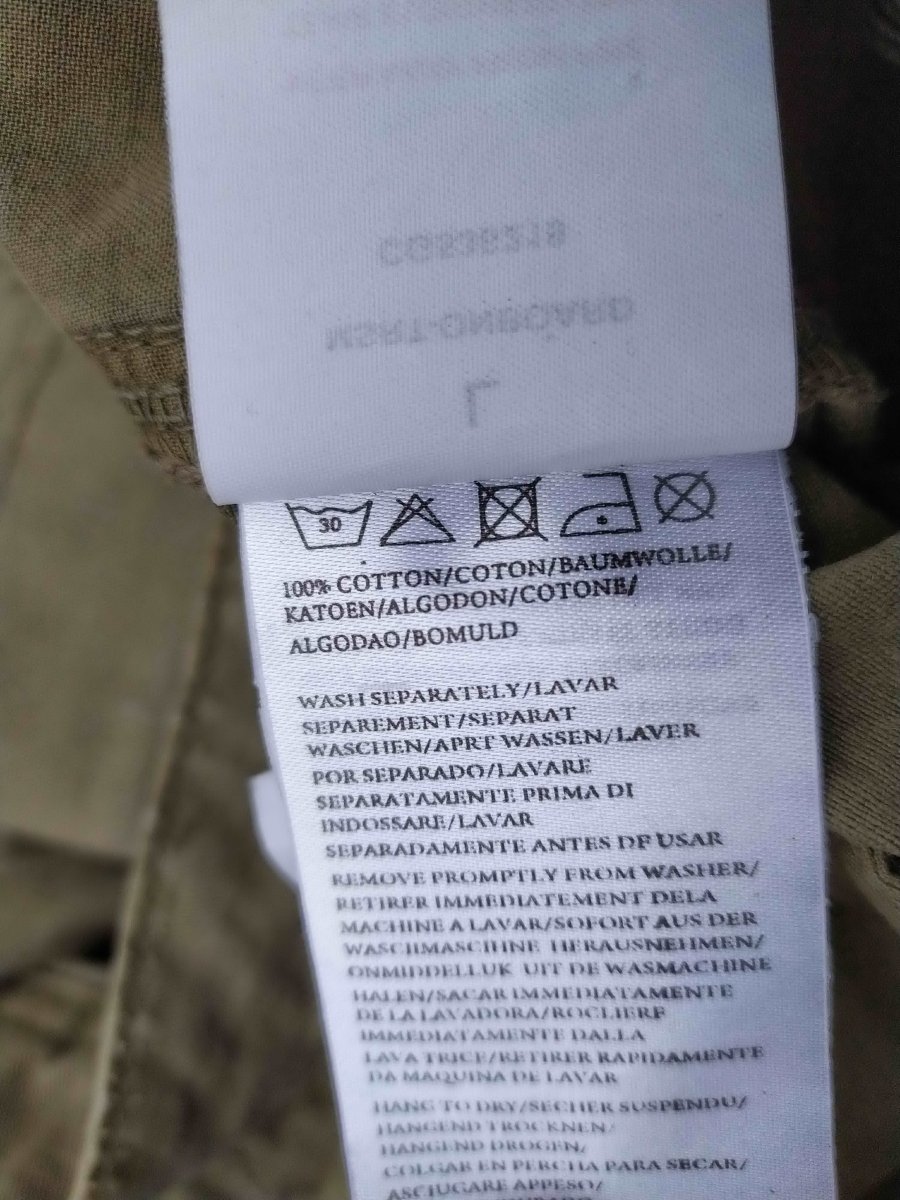 30
100% COTTON/COTON/BAUMWOLLE/
KATOEN/ALGODON/COTONE/
ALGODAO/BOMULD
WASH SEPARATELY/LAVAR
SEPAREMENT/SEPARAT
WASCHEN/APRT WASSEN/LAVER
POR SEPARADO/LAVARE
SEPARATAMENTE PRIMA DI
INDOSSARE/LAVAR
SEPARADAMENTE ANTES DE USAR
REMOVE PROMPTLY FROM WASHER/
RETIRER IMMEDIATEMENT DELA
MACHINE A LAVAR/SOFORT AUS DER
WASCHMASCHINE HERAUSNEHMEN/
ONMIDDELLUK UIT DE WASMACHINE
HALEN/SACAR IMMEDIATAMENTE
DE LA LAVADORA/ROCLIERE
IMMEDIATAMENTE DALLA
LAVA TRICE/RETIRER RAPIDAMENTE
DA MAQUINA DE LAVAR
HANG TO DRY/SECHER SUSPENDU/
HANGEND TROCKNEN/
HANGEND DROGEN/
COLGAR EN PERCHA PARA SECAR/
ASCIUGARE APPESO/